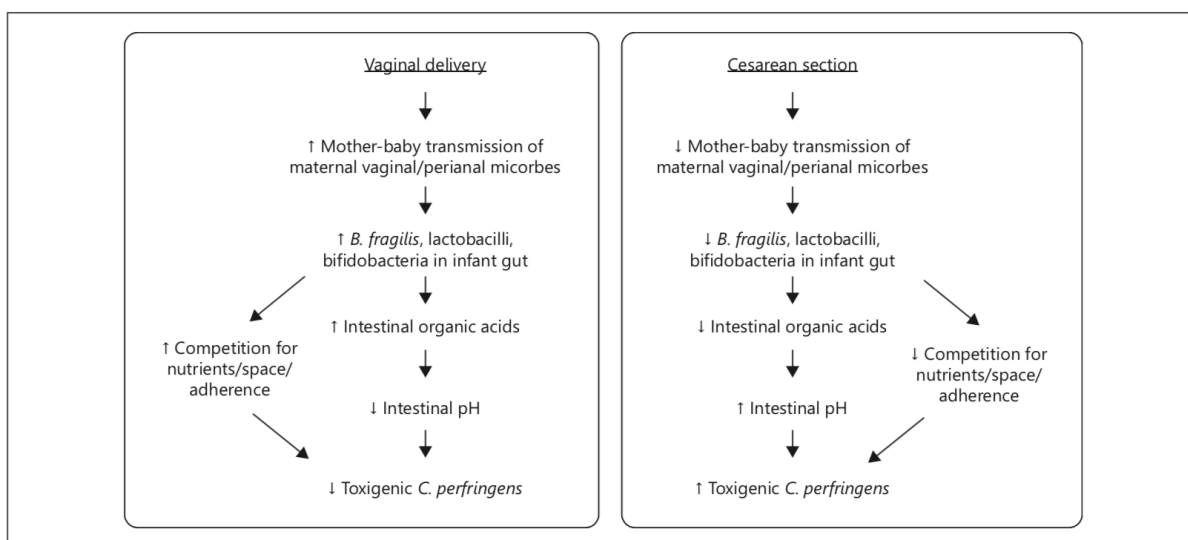 Vaginal delivery
↑ Mother-baby transmission of
maternal vaginal/perianal micorbes
↑ B. fragilis, lactobacilli,
bifidobacteria in infant gut
↑ Intestinal organic acids
↑ Competition for
nutrients/space/
adherence
↓ Intestinal pH
↓ Toxigenic C. perfringens
Cesarean section
↓ Mother-baby transmission of
maternal vaginal/perianal micorbes
↓ B. fragilis, lactobacilli,
bifidobacteria in infant gut
↓ Intestinal organic acids
↓ Competition for
nutrients/space/
adherence
↑ Intestinal pH
↑ Toxigenic C. perfringens